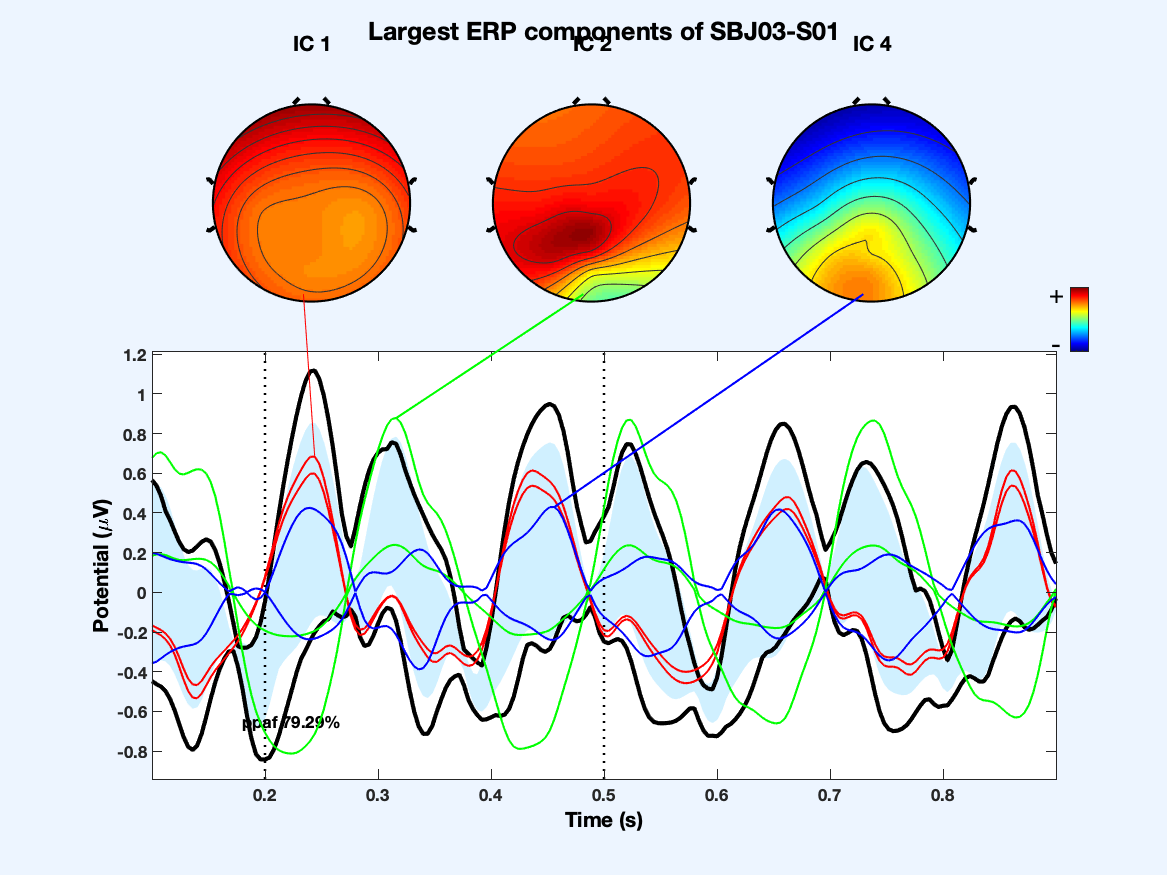 Largest ERP components of SBJ03-S01
IC 1
IC 2
IC 4
+
-
1.2
1
0.8
0.6
0.4
0.2
0
-0.2
-0.4
-0.6
-0.8
Potential (μV)
ppaf 79.29%
0.2 0.3 0.4 0.5 0.6 0.7 0.8
Time (s)